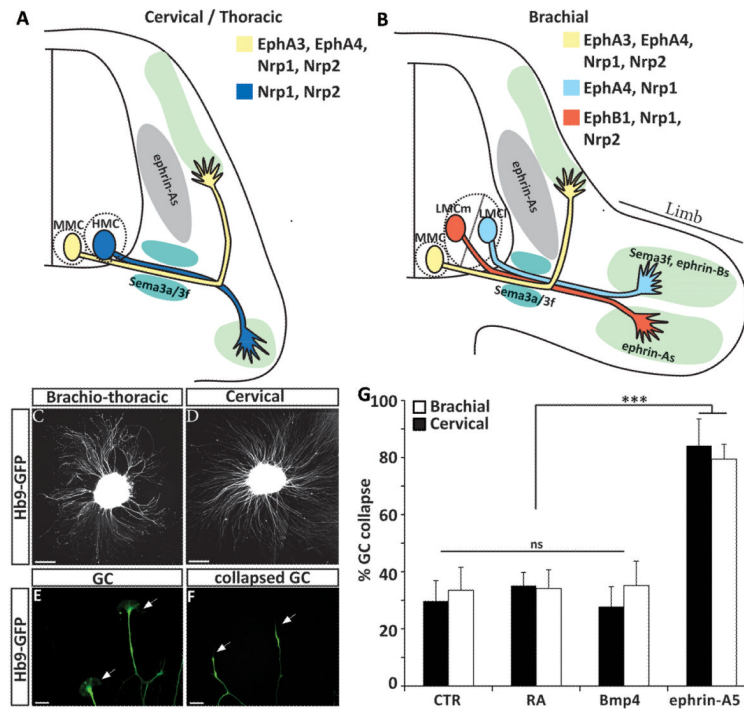 A
Cervical / Thoracic
EphA3, EphA4,
Nrp1, Nrp2
Nrp1, Nrp2
ephrin-As
MMC
HMC
Sema3a/3f
B
Brachial
EphA3, EphA4,
Nrp1, Nrp2
EphA4, Nrp1
EphB1, Nrp1,
Nrp2
ephrin-As
Limb
LMCm
LMCl
MMC
Sema3f, ephrin-Bs
Sema3a/3f
ephrin-As
Brachio-thoracic
Cervical
Hb9-GFP
C
D
GC
collapsed GC
Hb9-GFP
E
F
G
Brachial
Cervical
% GC collapse
100
80
60
40
20
0
***
ns
CTR
RA
Bmp4
ephrin-A5